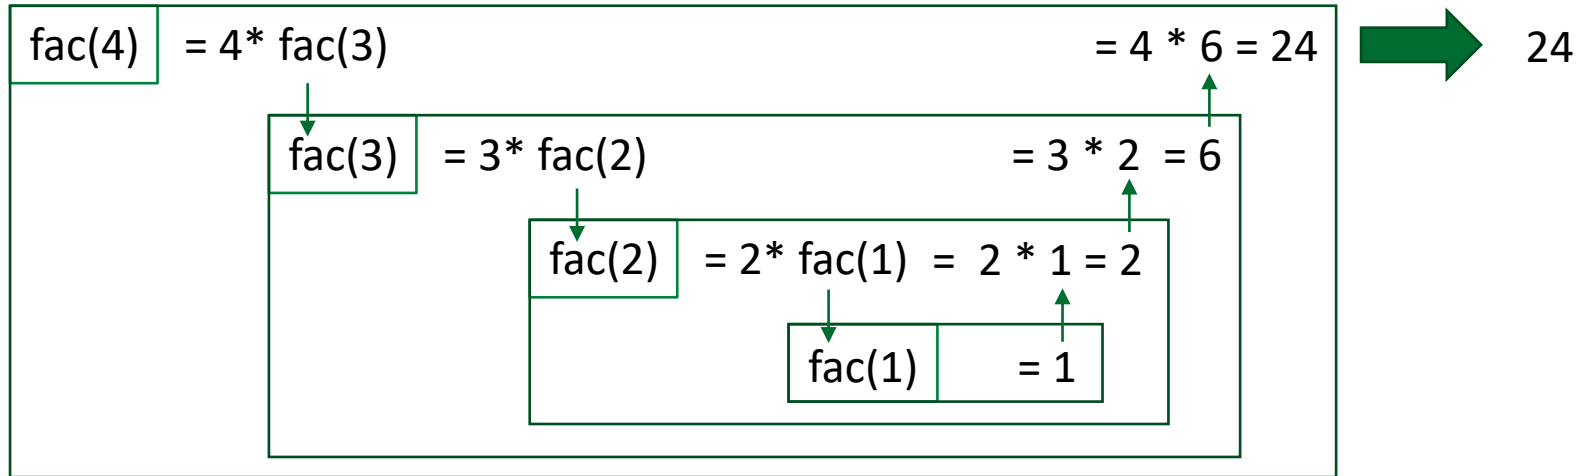 fac(4) = 4* fac(3) = 4 * 6 = 24 24
fac(3) = 3* fac(2) = 3 * 2 = 6
fac(2) = 2* fac(1) = 2 * 1 = 2
fac(1) = 1